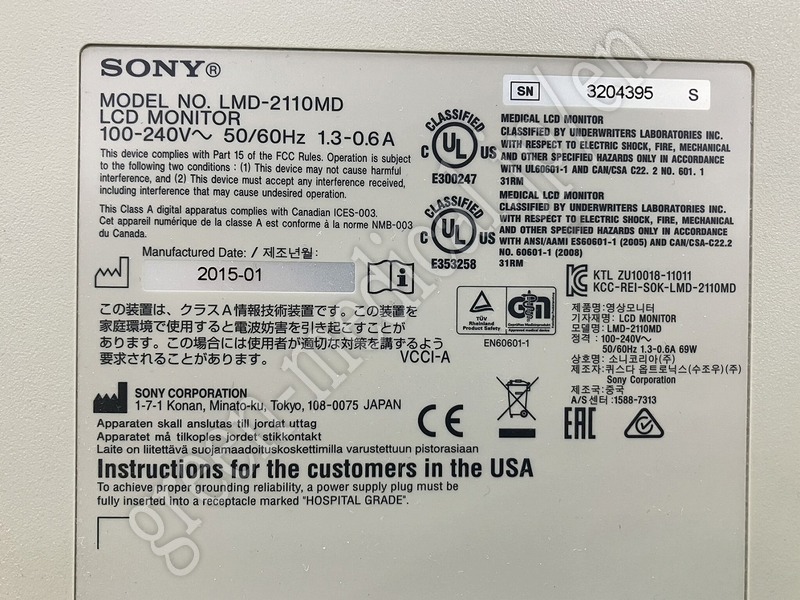 SONY®
MODEL NO. LMD-2110MD
LCD MONITOR
100-240V～ 50/60Hz 1.3-0.6A
This device complies with Part 15 of the FCC Rules. Operation is subject
to the following two conditions : (1) This device may not cause harmful
interference, and (2) This device must accept any interference received,
including interference that may cause undesired operation.
This Class A digital apparatus complies with Canadian ICES-003.
Cet appareil numérique de la classe A est conforme à la norme NMB-003
du Canada.
Manufactured Date: / 제조년월:
2015-01
この装置は、クラスA情報技術装置です。この装置を
家庭環境で使用すると電波妨害を引き起こすことが
あります。この場合には使用者が適切な対策を講ずるよう
要求されることがあります。
VCCI-A
SONY CORPORATION
1-7-1 Konan, Minato-ku, Tokyo, 108-0075 JAPAN
Apparaten skall anslutas till jordat uttag
Apparatet må tilkoples jordet stikkontakt
Laite on liitettävä suojamaadoituskoskettimilla varustettuun pistorasiaan
Instructions for the customers in the USA
To achieve proper grounding reliability, a power supply plug must be
fully inserted into a receptacle marked "HOSPITAL GRADE".
SN 3204395 S
CLASSIFIED
C UL US
E300247
MEDICAL LCD MONITOR
CLASSIFIED BY UNDERWRITERS LABORATORIES INC.
WITH RESPECT TO ELECTRIC SHOCK, FIRE, MECHANICAL
AND OTHER SPECIFIED HAZARDS ONLY IN ACCORDANCE
WITH UL60601-1 AND CAN/CSA C22. 2 NO. 601. 1
31RM
CLASSIFIED
C UL US
E353258
MEDICAL LCD MONITOR
CLASSIFIED BY UNDERWRITERS LABORATORIES INC.
WITH RESPECT TO ELECTRIC SHOCK, FIRE, MECHANICAL
AND OTHER SPECIFIED HAZARDS ONLY IN ACCORDANCE
WITH ANSI/AAMI ES60601-1 (2005) AND CAN/CSA-C22.2
NO. 60601-1 (2008)
31RM
TÜV
Rheinland
Product Safety
EN60601-1
KTL ZU10018-11011
KCC-REI-SOK-LMD-2110MD
제품명:영상모니터
기자재명: LCD MONITOR
모델명: LMD-2110MD
정격 : 100-240V～
50/60Hz 1.3-0.6A 69W
상호명: 소니코리아(주)
제조자:퀴스다 옵트로닉스(수조우)(주)
Sony Corporation
제조국:중국
A/S센터:1588-7313
CE
EAC